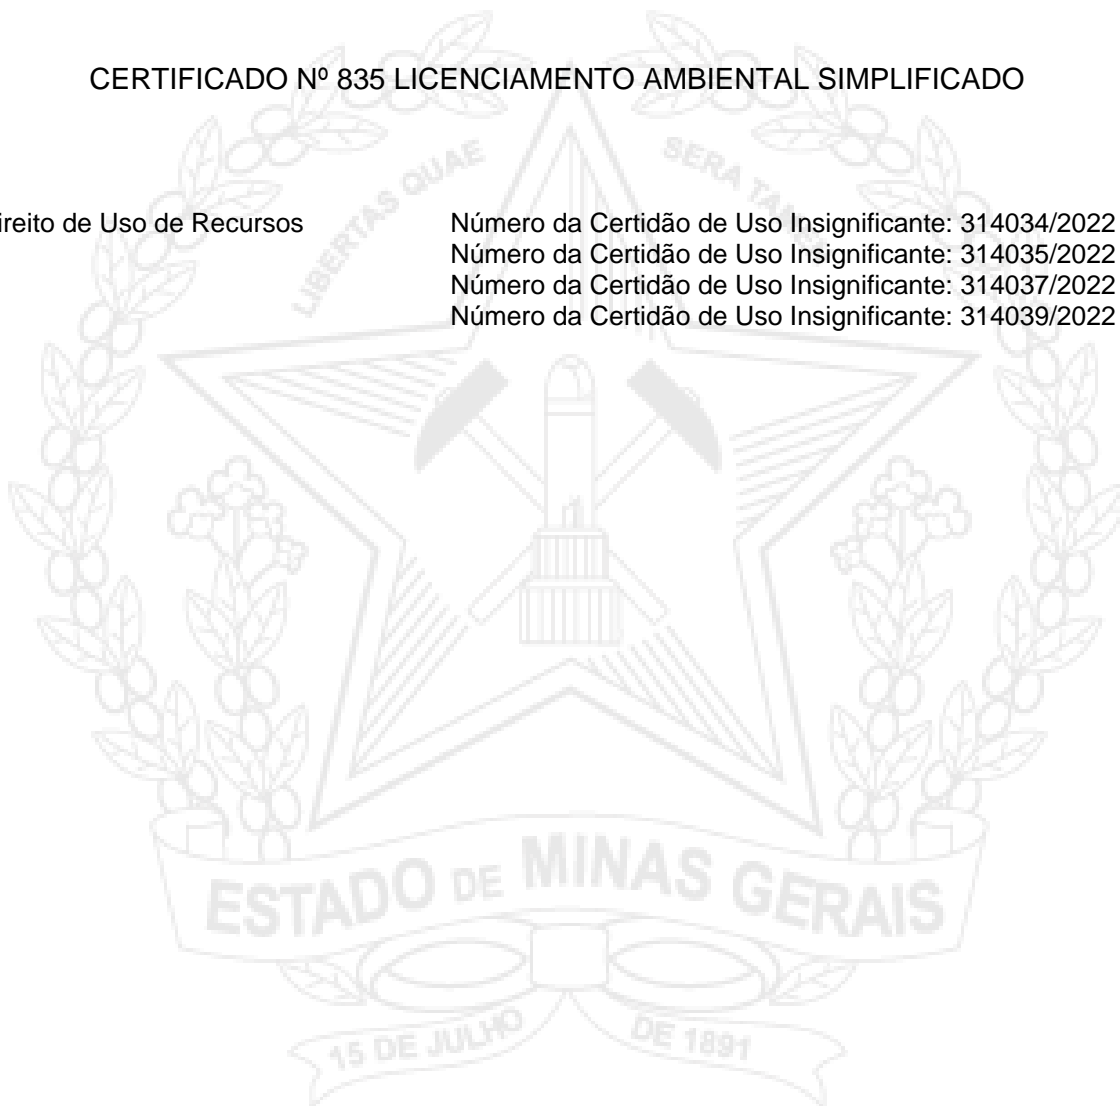 CERTIFICADO Nº 835 LICENCIAMENTO AMBIENTAL SIMPLIFICADO
LIBERTAS QUAE SERA TAMEN
ireito de Uso de Recursos Número da Certidão de Uso Insignificante: 314034/2022
Número da Certidão de Uso Insignificante: 314035/2022
Número da Certidão de Uso Insignificante: 314037/2022
Número da Certidão de Uso Insignificante: 314039/2022
ESTADO DE MINAS GERAIS
15 DE JULHO DE 1891